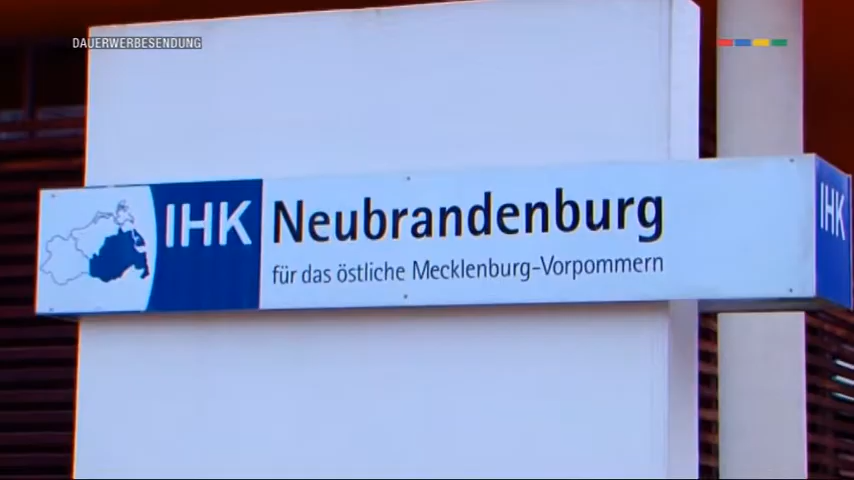 DAUERWERBESENDUNG
IHK Neubrandenburg
für das östliche Mecklenburg-Vorpommern
IHK